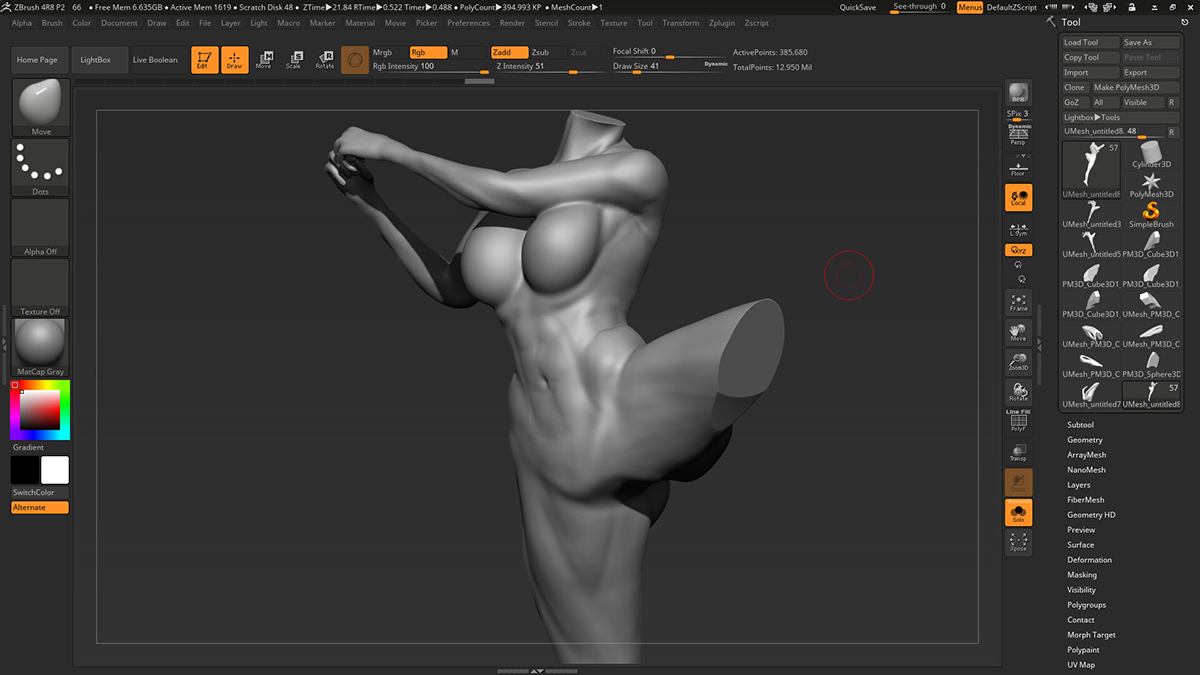 ZBrush 4R8 P2 66 • Free Mem 6.635GB • Active Mem 1619 • Scratch Disk 48 • ZTime▶21.84 RTime▶0.522 Timer▶0.488 • PolyCount▶394.993 KP • MeshCount▶1 QuickSave See-through 0 Menus DefaultZScript
Alpha Brush Color Document Draw Edit File Layer Light Macro Marker Material Movie Picker Preferences Render Stencil Stroke Texture Tool Transform Zplugin Zscript
Home Page LightBox Live Boolean Edit Draw Move Scale Rotate
Mrgb Rgb M Zadd Zsub Zcut Focal Shift 0 ActivePoints: 385,680
Rgb Intensity 100 Z Intensity 51 Draw Size 41 Dynamic TotalPoints: 12.950 Mil
Move
Dots
Alpha Off
Texture Off
MatCap Gray
Gradient
SwitchColor
Alternate
BPR
SPix 3
Dynamic
Persp
Floor
Local
L.Sym
XYZ
Frame
Move
Zoom3D
Rotate
Line Fill
PolyF
Transp
Solo
Xpose
Tool
Load Tool Save As
Copy Tool Paste Tool
Import Export
Clone Make PolyMesh3D
GoZ All Visible R
Lightbox▶Tools
UMesh_untitled8. 48 R
57
Cylinder3D
UMesh_untitled8 PolyMesh3D
UMesh_untitled3 SimpleBrush
UMesh_untitled5 PM3D_Cube3D1_
PM3D_Cube3D1_ PM3D_Cube3D1_
PM3D_Cube3D1_ UMesh_PM3D_C
UMesh_PM3D_C UMesh_PM3D_C
UMesh_PM3D_C PM3D_Sphere3D
57
UMesh_untitled7 UMesh_untitled8
Subtool
Geometry
ArrayMesh
NanoMesh
Layers
FiberMesh
Geometry HD
Preview
Surface
Deformation
Masking
Visibility
Polygroups
Contact
Morph Target
Polypaint
UV Map